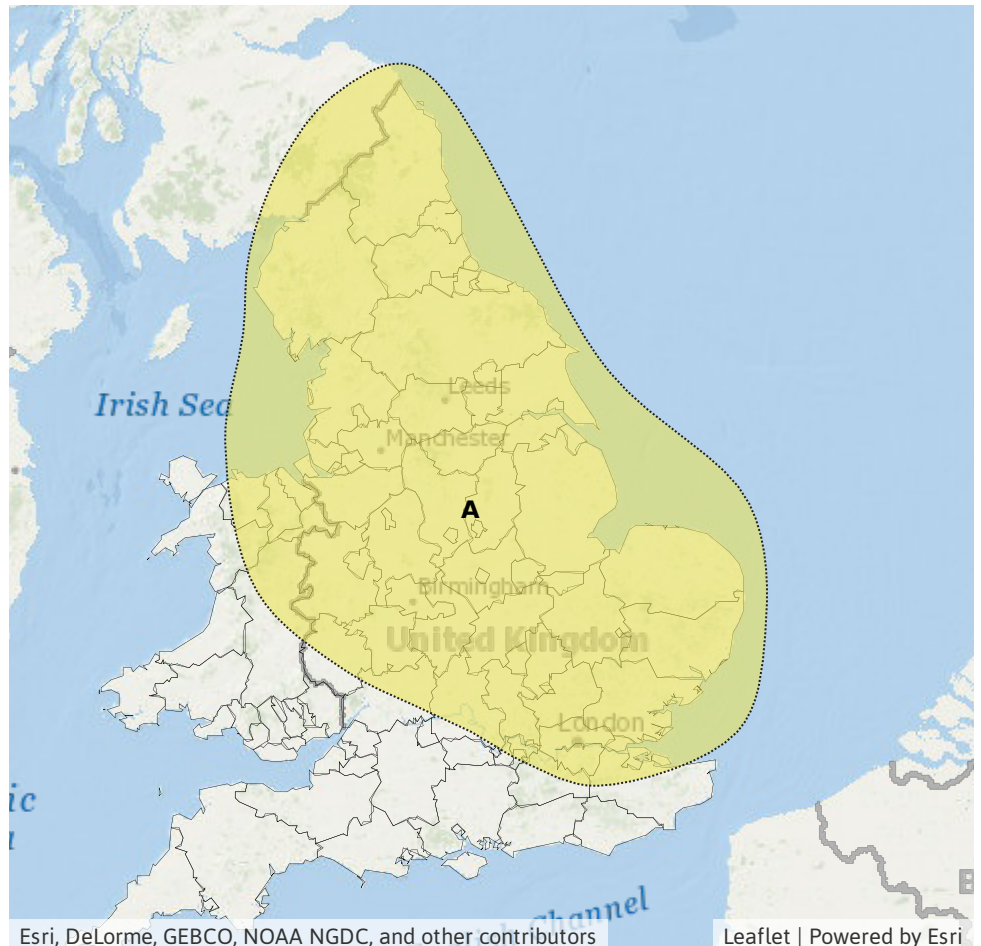 Irish Sea
Leeds
Manchester
A
Birmingham
United Kingdom
London
ic
Channel
Esri, DeLorme, GEBCO, NOAA NGDC, and other contributors
Leaflet | Powered by Esri